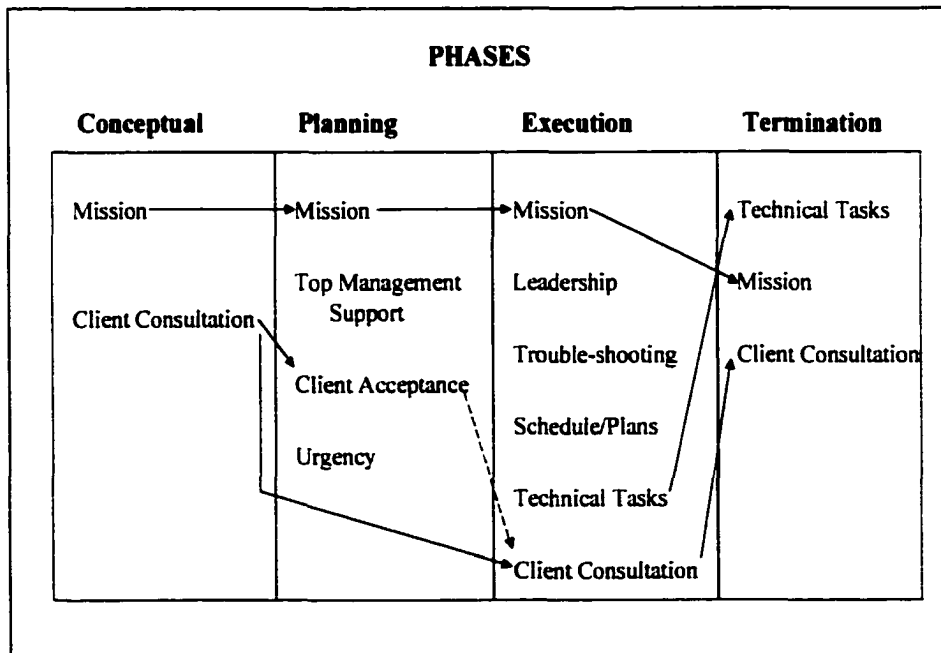 PHASES
Conceptual Planning Execution Termination
Mission Mission Mission Technical Tasks
Top Management Leadership Mission
Support
Client Consultation Trouble-shooting Client Consultation
Client Acceptance
Schedule/Plans
Urgency
Technical Tasks
Client Consultation